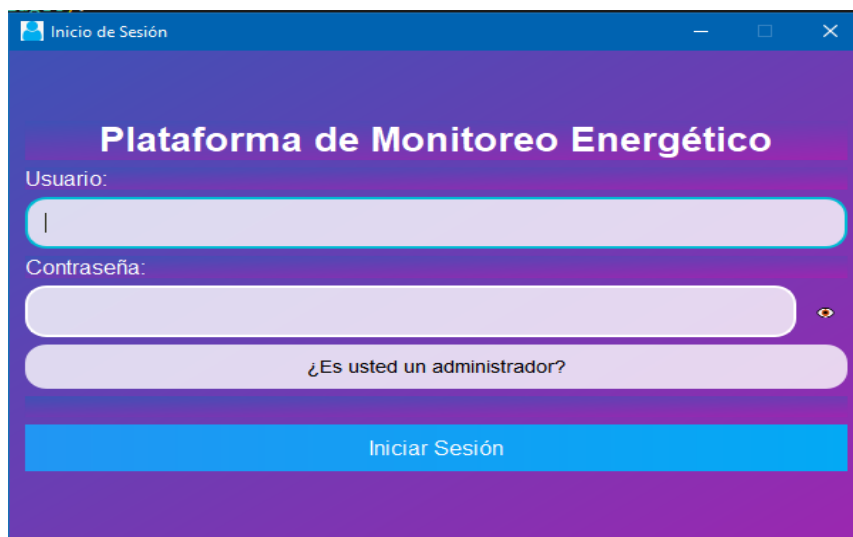 Inicio de Sesión
Plataforma de Monitoreo Energético
Usuario:
Contraseña:
¿Es usted un administrador?
Iniciar Sesión